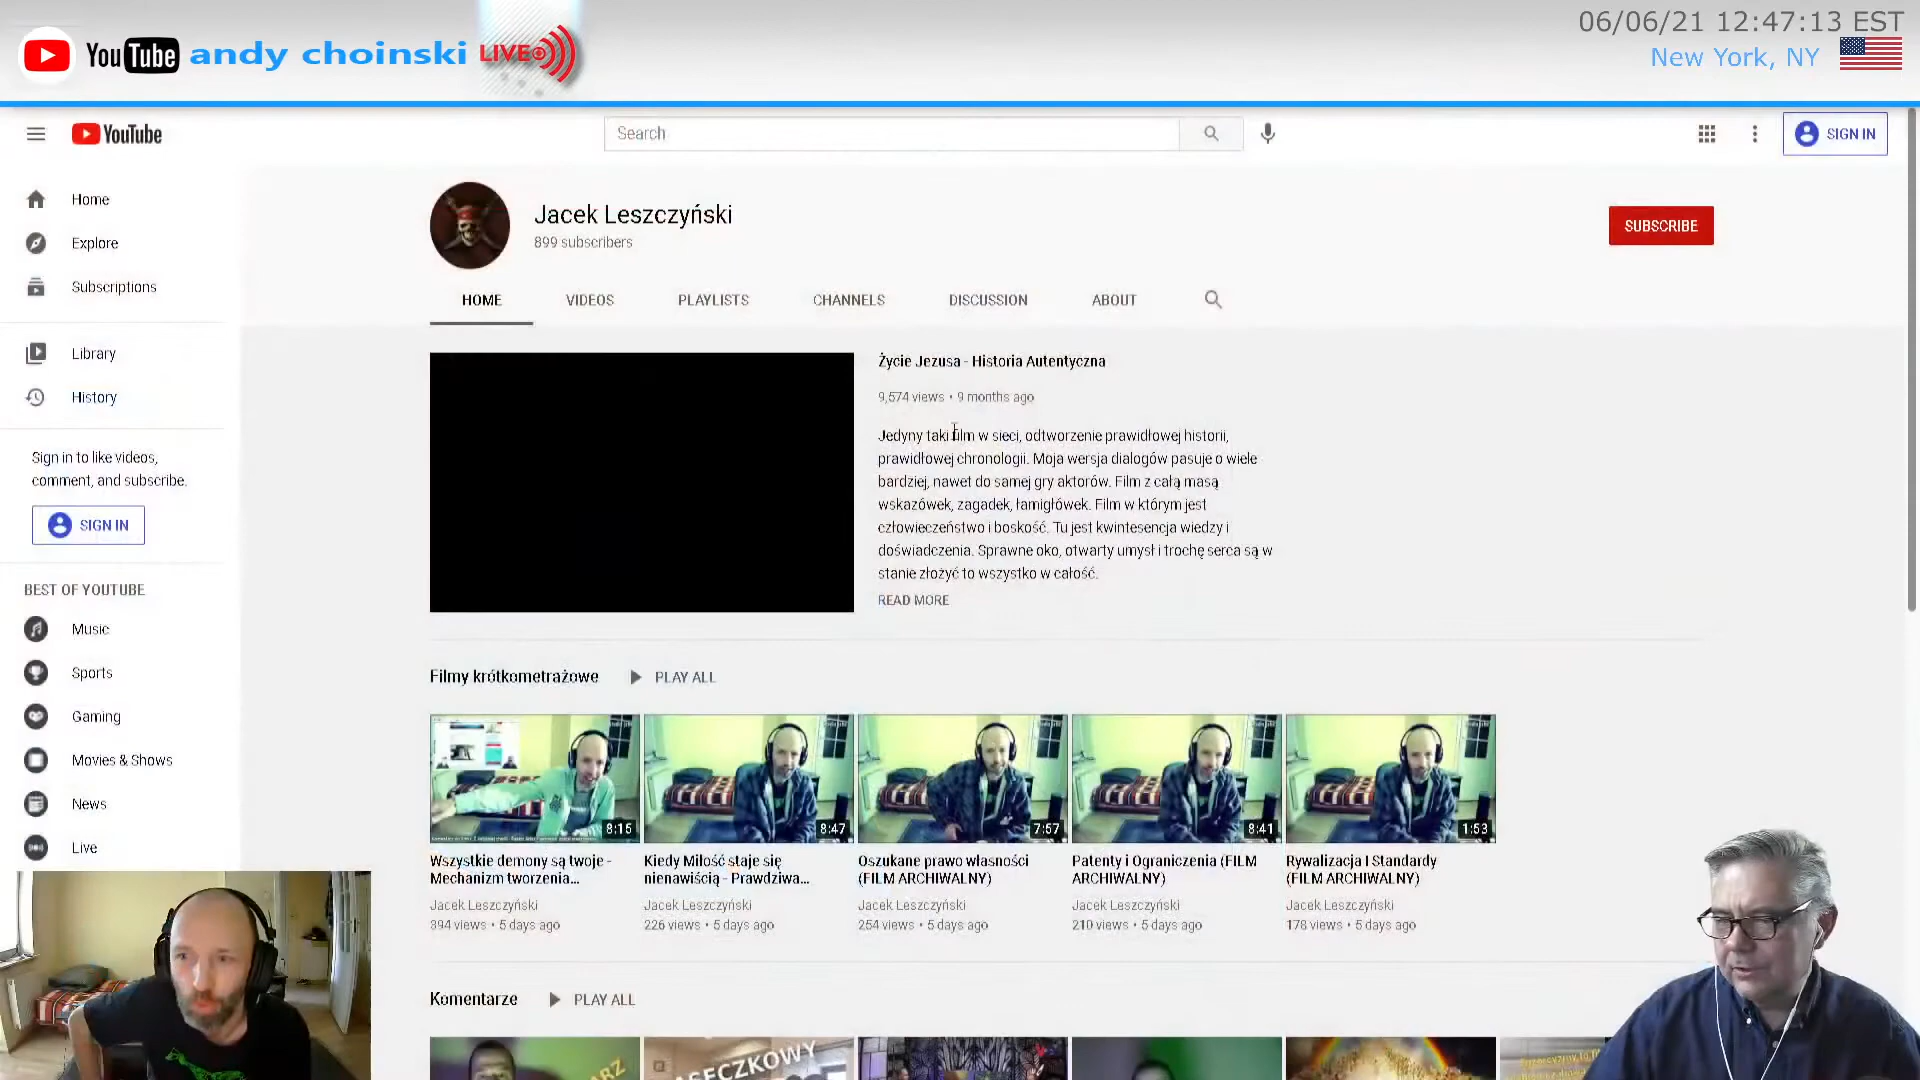 YouTube andy choinski LIVE
06/06/21 12:47:13 EST
New York, NY
YouTube
Search
SIGN IN
Home
Explore
Subscriptions
Library
History
Sign in to like videos,
comment, and subscribe.
SIGN IN
BEST OF YOUTUBE
Music
Sports
Gaming
Movies & Shows
News
Live
Jacek Leszczyński
899 subscribers
SUBSCRIBE
HOME VIDEOS PLAYLISTS CHANNELS DISCUSSION ABOUT
Życie Jezusa - Historia Autentyczna
9,574 views • 9 months ago
Jedyny taki film w sieci, odtworzenie prawidłowej historii,
prawidłowej chronologii. Moja wersja dialogów pasuje o wiele
bardziej, nawet do samej gry aktorów. Film z całą masą
wskazówek, zagadek, łamigłówek. Film w którym jest
człowieczeństwo i boskość. Tu jest kwintesencja wiedzy i
doświadczenia. Sprawne oko, otwarty umysł i trochę serca są w
stanie złożyć to wszystko w całość.
READ MORE
Filmy krótkometrażowe PLAY ALL
8:15
Wszystkie demony są twoje -
Mechanizm tworzenia...
Jacek Leszczyński
394 views • 5 days ago
8:47
Kiedy Miłość staje się
nienawiścią - Prawdziwa...
Jacek Leszczyński
226 views • 5 days ago
7:57
Oszukane prawo własności
(FILM ARCHIWALNY)
Jacek Leszczyński
254 views • 5 days ago
8:41
Patenty i Ograniczenia (FILM
ARCHIWALNY)
Jacek Leszczyński
210 views • 5 days ago
1:53
Rywalizacja I Standardy
(FILM ARCHIWALNY)
Jacek Leszczyński
178 views • 5 days ago
Komentarze PLAY ALL